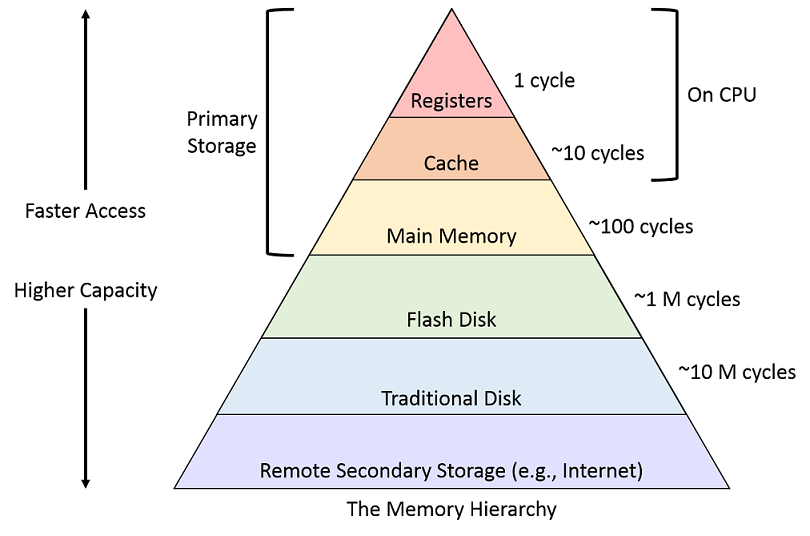 Registers
1 cycle
On CPU
Primary
Storage
Cache
~10 cycles
Faster Access
Main Memory
~100 cycles
Higher Capacity
Flash Disk
~1 M cycles
Traditional Disk
~10 M cycles
Remote Secondary Storage (e.g., Internet)
The Memory Hierarchy